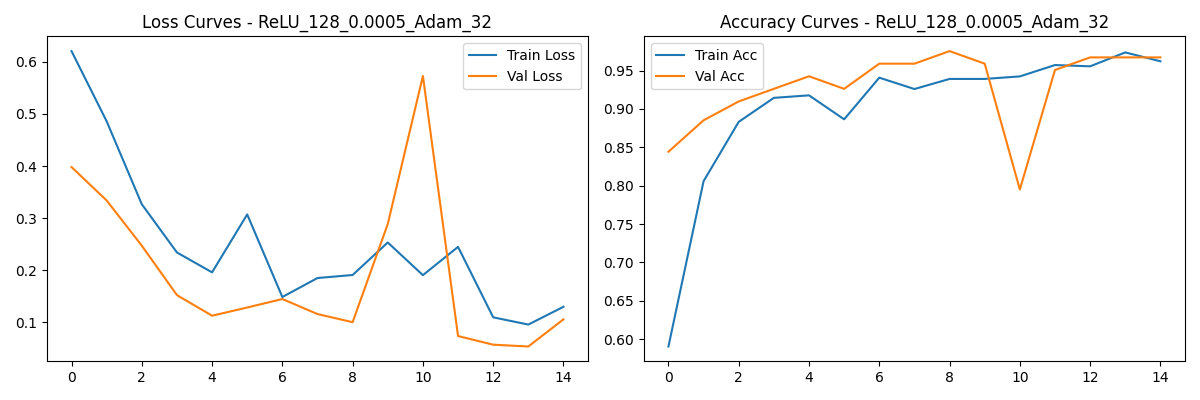 Loss Curves - ReLU_128_0.0005_Adam_32
Train Loss
Val Loss
0.6
0.5
0.4
0.3
0.2
0.1
0 2 4 6 8 10 12 14
Accuracy Curves - ReLU_128_0.0005_Adam_32
Train Acc
Val Acc
0.95
0.90
0.85
0.80
0.75
0.70
0.65
0.60
0 2 4 6 8 10 12 14